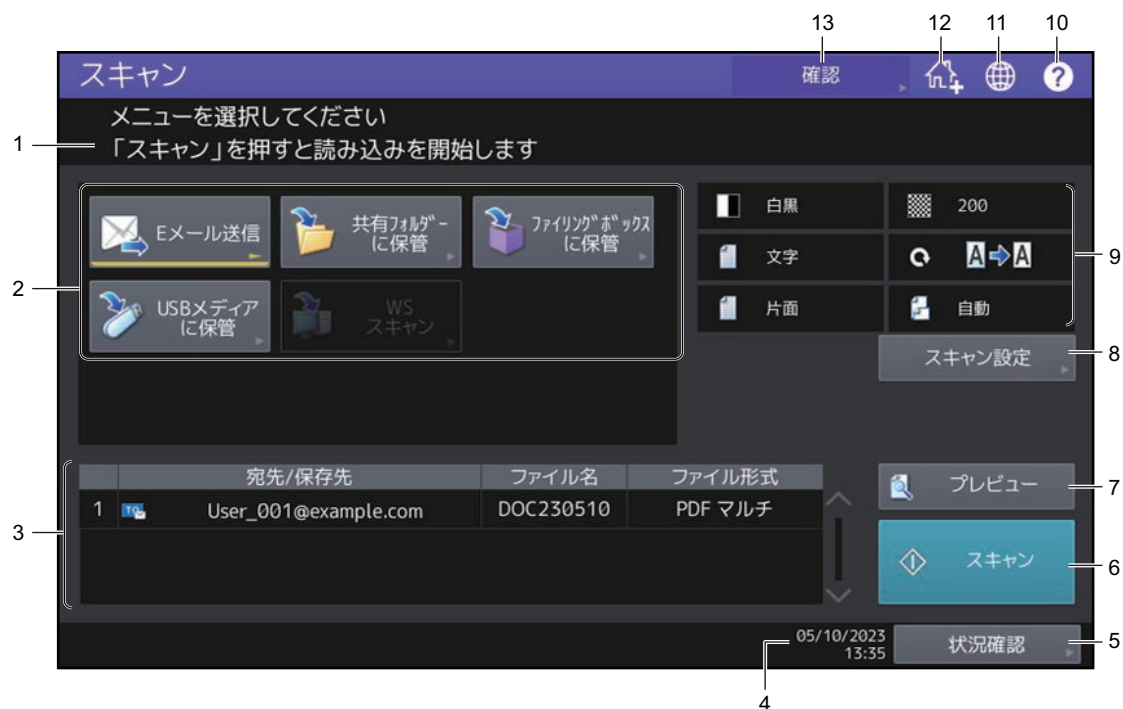 13
12
11
10
スキャン
確認
メニューを選択してください
1
「スキャン」を押すと読み込みを開始します
2
Eメール送信
共有ﾌｫﾙﾀﾞｰ
に保管
ﾌｧｲﾘﾝｸﾞﾎﾞｯｸｽ
に保管
USBメディア
に保管
WS
スキャン
白黒
200
文字
A
A
片面
自動
9
スキャン設定
8
3
宛先/保存先
ファイル名
ファイル形式
1
TO
User_001@example.com
DOC230510
PDF マルチ
プレビュー
7
スキャン
6
05/10/2023
13:35
状況確認
5
4